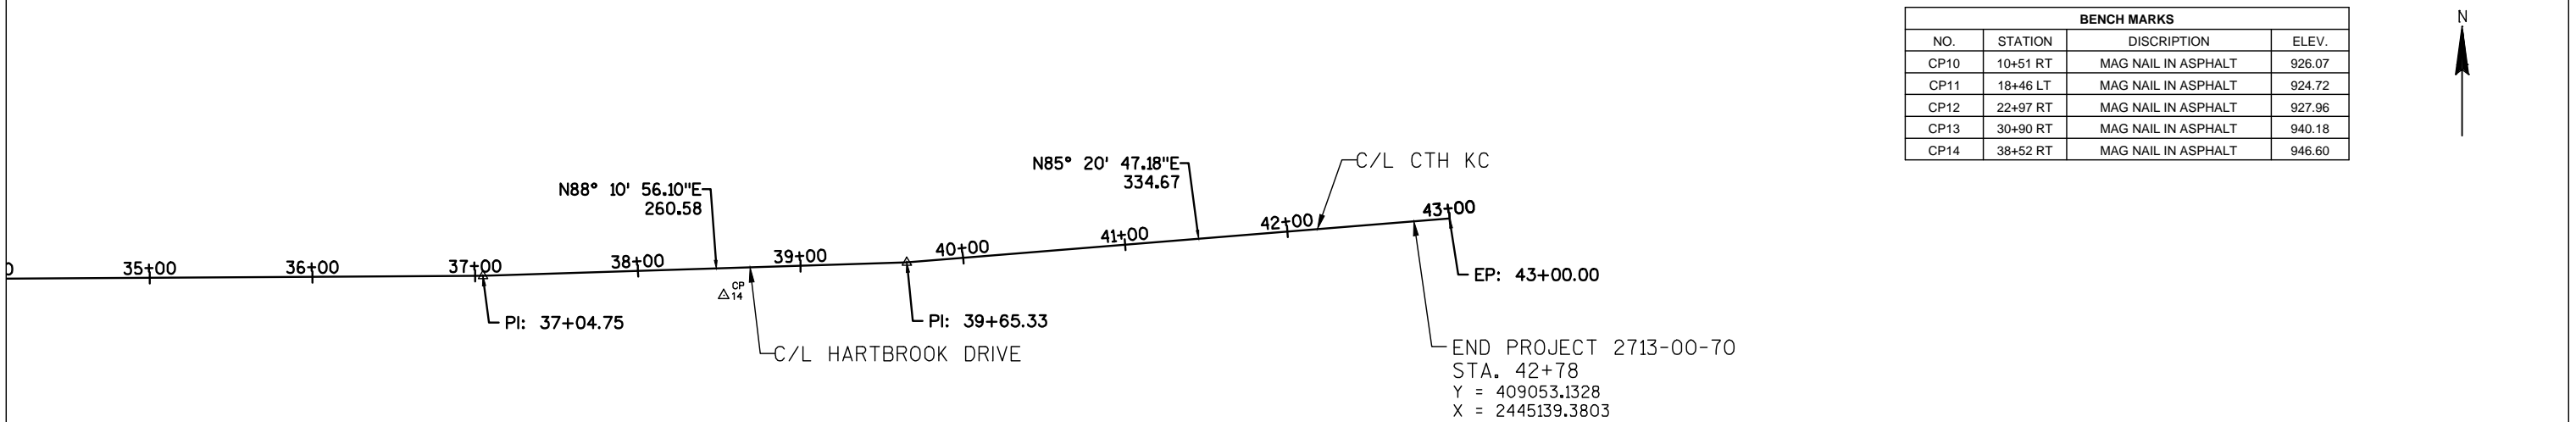 BENCH MARKS
NO. STATION DISCRIPTION ELEV.
CP10 10+51 RT MAG NAIL IN ASPHALT 926.07
CP11 18+46 LT MAG NAIL IN ASPHALT 924.72
CP12 22+97 RT MAG NAIL IN ASPHALT 927.96
CP13 30+90 RT MAG NAIL IN ASPHALT 940.18
CP14 38+52 RT MAG NAIL IN ASPHALT 946.60
N
N88° 10' 56.10"E
260.58
N85° 20' 47.18"E
334.67
C/L CTH KC
35+00 36+00 37+00 38+00 39+00 40+00 41+00 42+00 43+00
CP
14
PI: 37+04.75
C/L HARTBROOK DRIVE
PI: 39+65.33
EP: 43+00.00
END PROJECT 2713-00-70
STA. 42+78
Y = 409053.1328
X = 2445139.3803